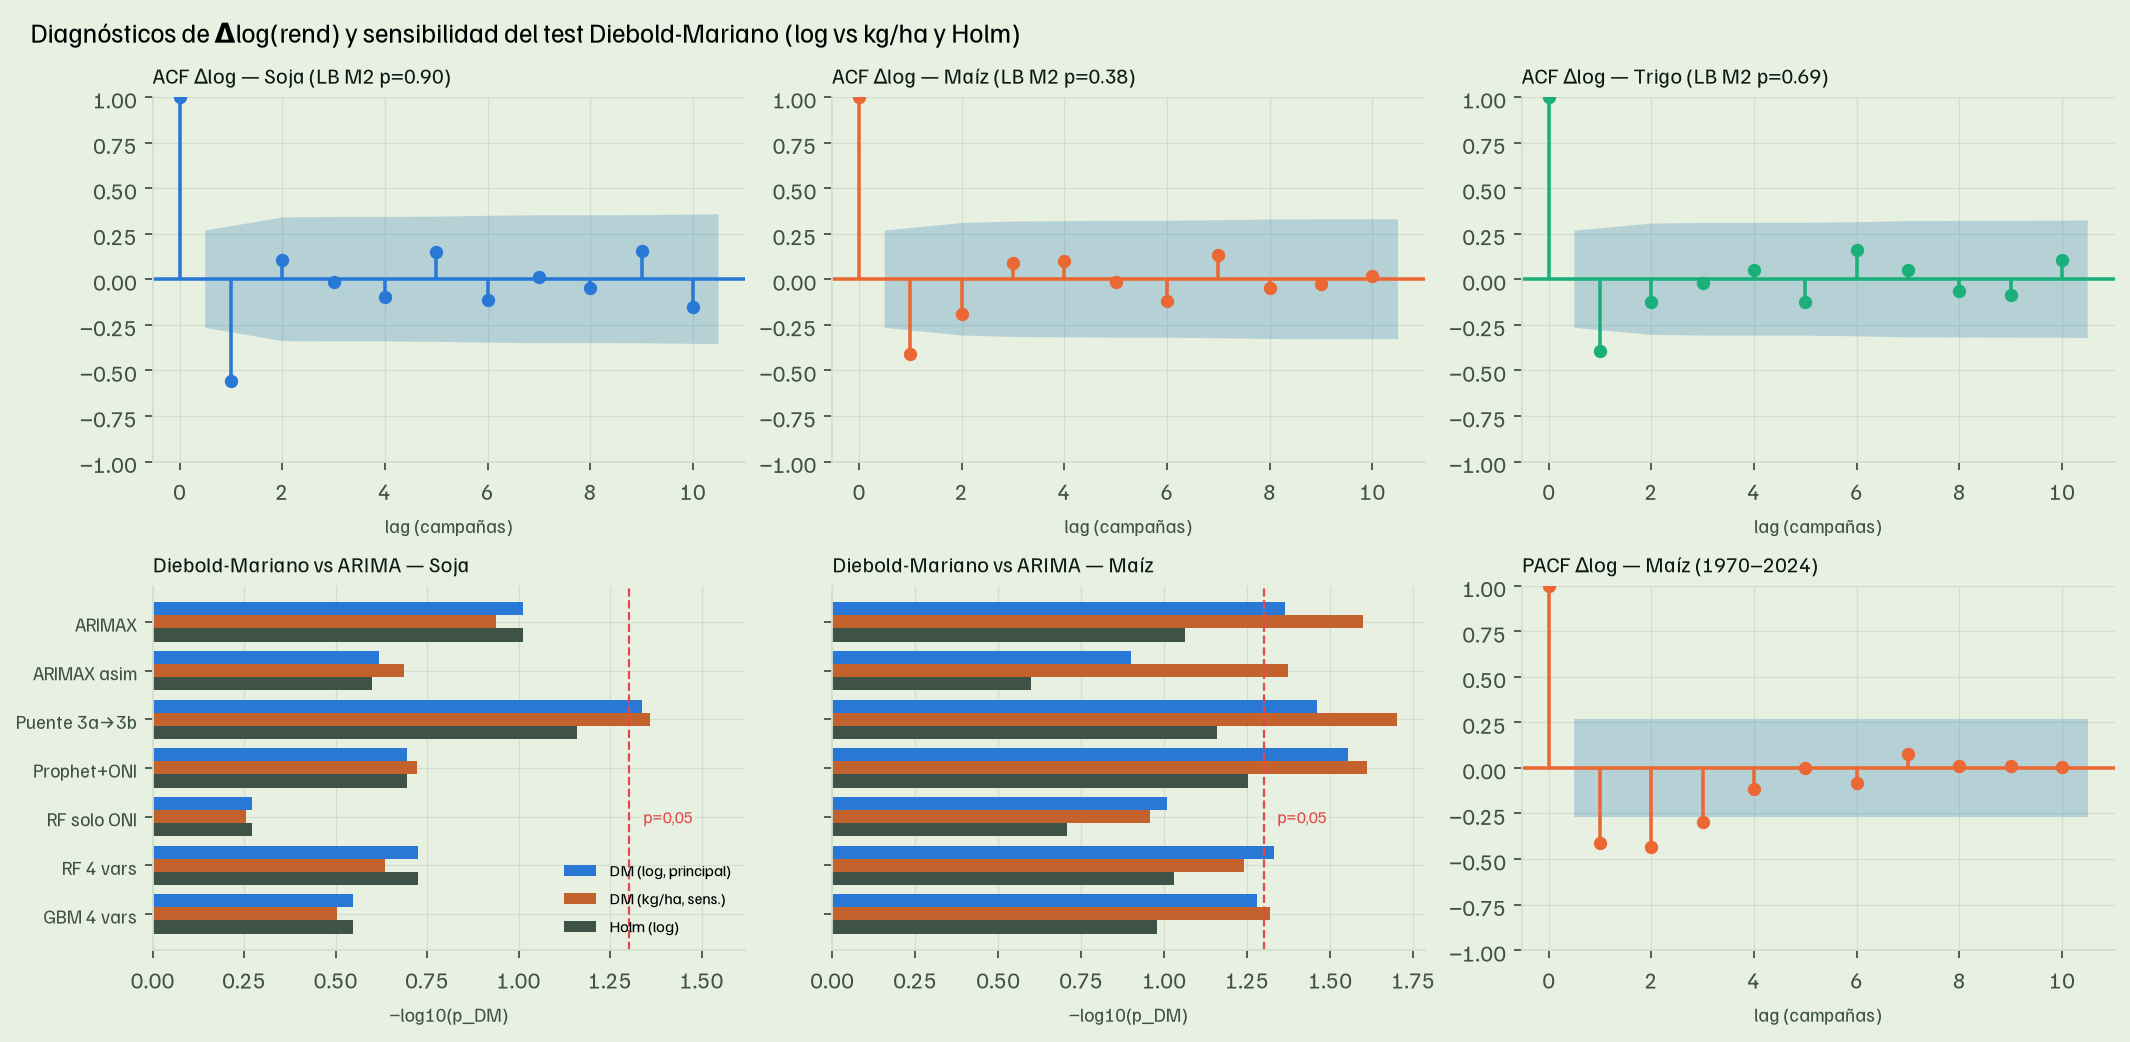 Diagnósticos de Δlog(rend) y sensibilidad del test Diebold-Mariano (log vs kg/ha y Holm)
ACF Δlog — Soja (LB M2 p=0.90)
1.00
0.75
0.50
0.25
0.00
−0.25
−0.50
−0.75
−1.00
0 2 4 6 8 10
lag (campañas)
ACF Δlog — Maíz (LB M2 p=0.38)
1.00
0.75
0.50
0.25
0.00
−0.25
−0.50
−0.75
−1.00
0 2 4 6 8 10
lag (campañas)
ACF Δlog — Trigo (LB M2 p=0.69)
1.00
0.75
0.50
0.25
0.00
−0.25
−0.50
−0.75
−1.00
0 2 4 6 8 10
lag (campañas)
Diebold-Mariano vs ARIMA — Soja
ARIMAX
ARIMAX asim
Puente 3a→3b
Prophet+ONI
RF solo ONI
RF 4 vars
GBM 4 vars
p=0,05
DM (log, principal)
DM (kg/ha, sens.)
Holm (log)
0.00 0.25 0.50 0.75 1.00 1.25 1.50
−log10(p_DM)
Diebold-Mariano vs ARIMA — Maíz
p=0,05
0.00 0.25 0.50 0.75 1.00 1.25 1.50 1.75
−log10(p_DM)
PACF Δlog — Maíz (1970–2024)
1.00
0.75
0.50
0.25
0.00
−0.25
−0.50
−0.75
−1.00
0 2 4 6 8 10
lag (campañas)